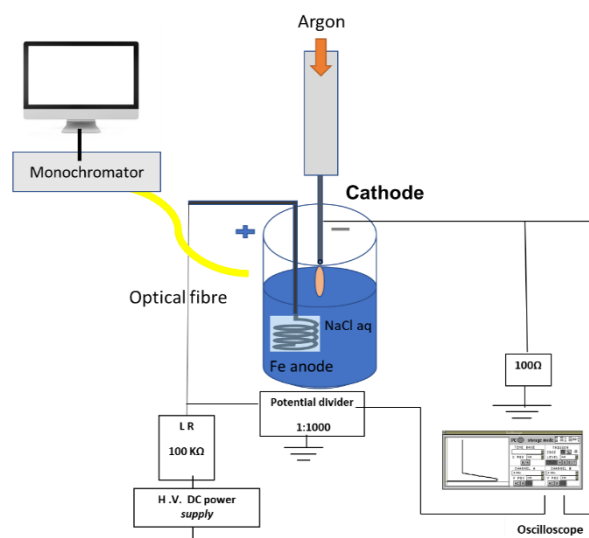 Argon
Monochromator
Cathode
+
−
Optical fibre
NaCl aq
Fe anode
100Ω
Potential divider
1:1000
L R
100 KΩ
H .V. DC power
supply
Oscilloscope